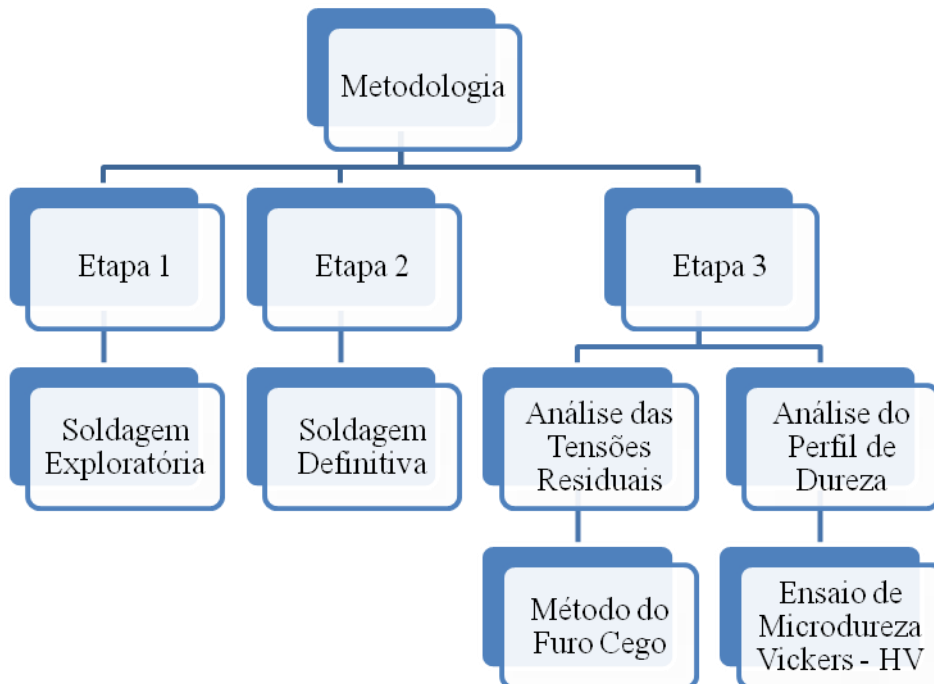 Metodologia
Etapa 1
Etapa 2
Etapa 3
Soldagem
Exploratória
Soldagem
Definitiva
Análise das
Tensões
Residuais
Análise do
Perfil de
Dureza
Método do
Furo Cego
Ensaio de
Microdureza
Vickers - HV